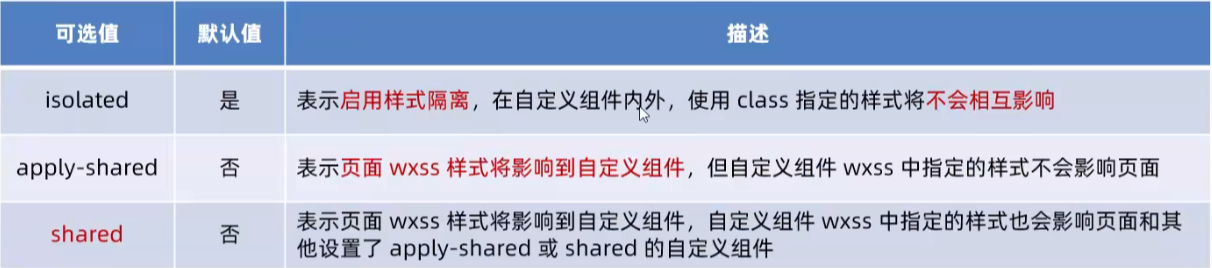 可选值 默认值 描述
isolated 是 表示启用样式隔离，在自定义组件内外，使用 class 指定的样式将不会相互影响
apply-shared 否 表示页面 wxss 样式将影响到自定义组件，但自定义组件 wxss 中指定的样式不会影响页面
shared 否 表示页面 wxss 样式将影响到自定义组件，自定义组件 wxss 中指定的样式也会影响页面和其
他设置了 apply-shared 或 shared 的自定义组件